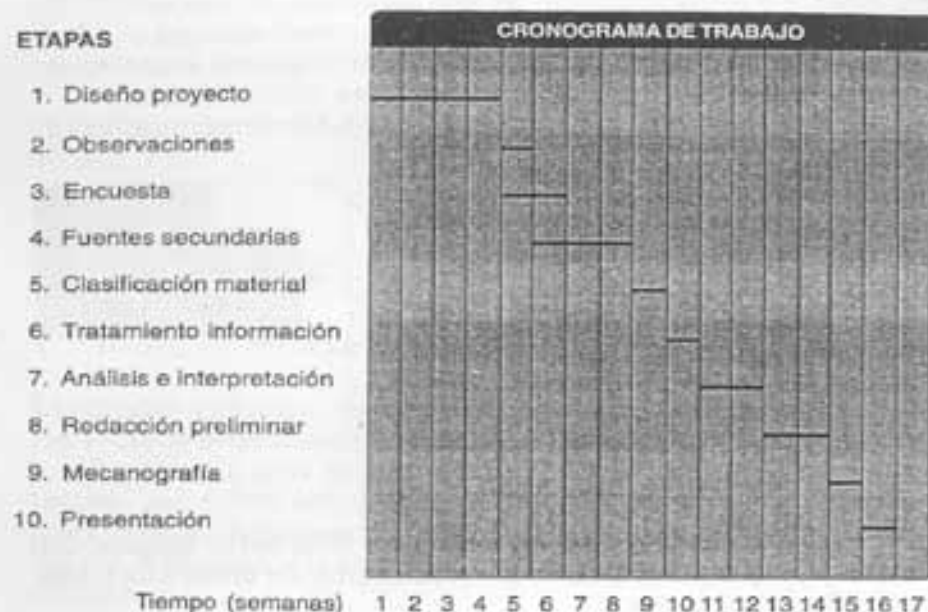 CRONOGRAMA DE TRABAJO
ETAPAS
1. Diseño proyecto
2. Observaciones
3. Encuesta
4. Fuentes secundarias
5. Clasificación material
6. Tratamiento información
7. Análisis e interpretación
8. Redacción preliminar
9. Mecanografía
10. Presentación
Tiempo (semanas) 1 2 3 4 5 6 7 8 9 10 11 12 13 14 15 16 17